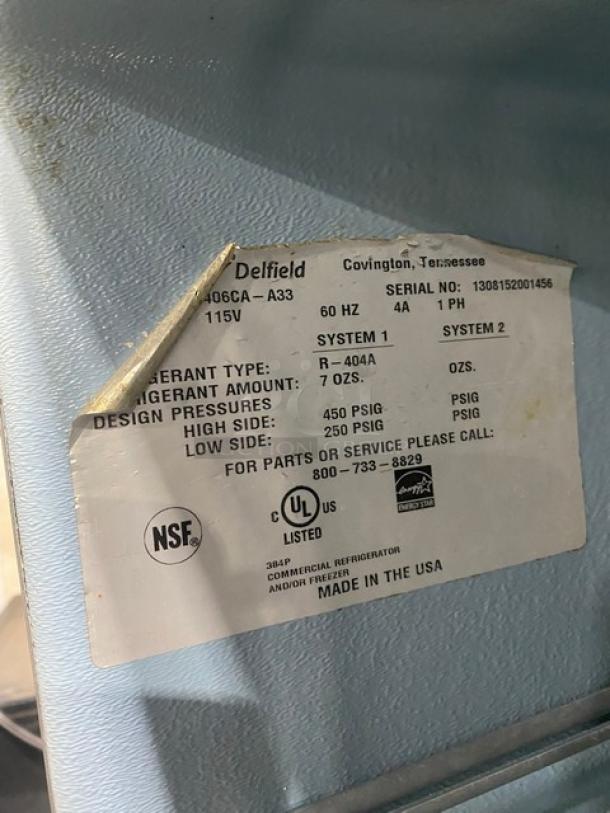 Delfield Covington, Tennessee
406CA-A33 SERIAL NO: 1308152001456
115V 60 HZ 4A 1 PH
SYSTEM 1 SYSTEM 2
GERANT TYPE: R-404A
RIGERANT AMOUNT: 7 OZS. OZS.
DESIGN PRESSURES
HIGH SIDE: 450 PSIG PSIG
LOW SIDE: 250 PSIG PSIG
FOR PARTS OR SERVICE PLEASE CALL:
800-733-8829
NSF®
C UL US
LISTED
energy
ENERGY STAR
384P
COMMERCIAL REFRIGERATOR
AND/OR FREEZER
MADE IN THE USA